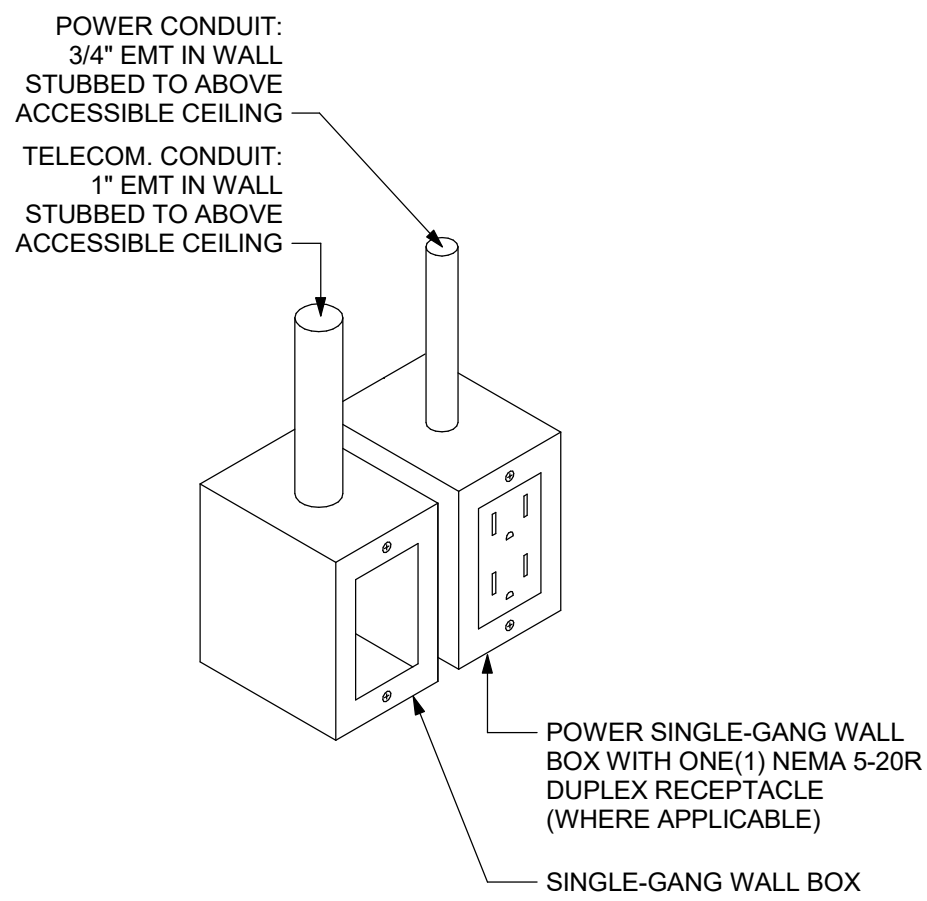 POWER CONDUIT:
3/4" EMT IN WALL
STUBBED TO ABOVE
ACCESSIBLE CEILING
TELECOM. CONDUIT:
1" EMT IN WALL
STUBBED TO ABOVE
ACCESSIBLE CEILING
POWER SINGLE-GANG WALL
BOX WITH ONE(1) NEMA 5-20R
DUPLEX RECEPTACLE
(WHERE APPLICABLE)
SINGLE-GANG WALL BOX